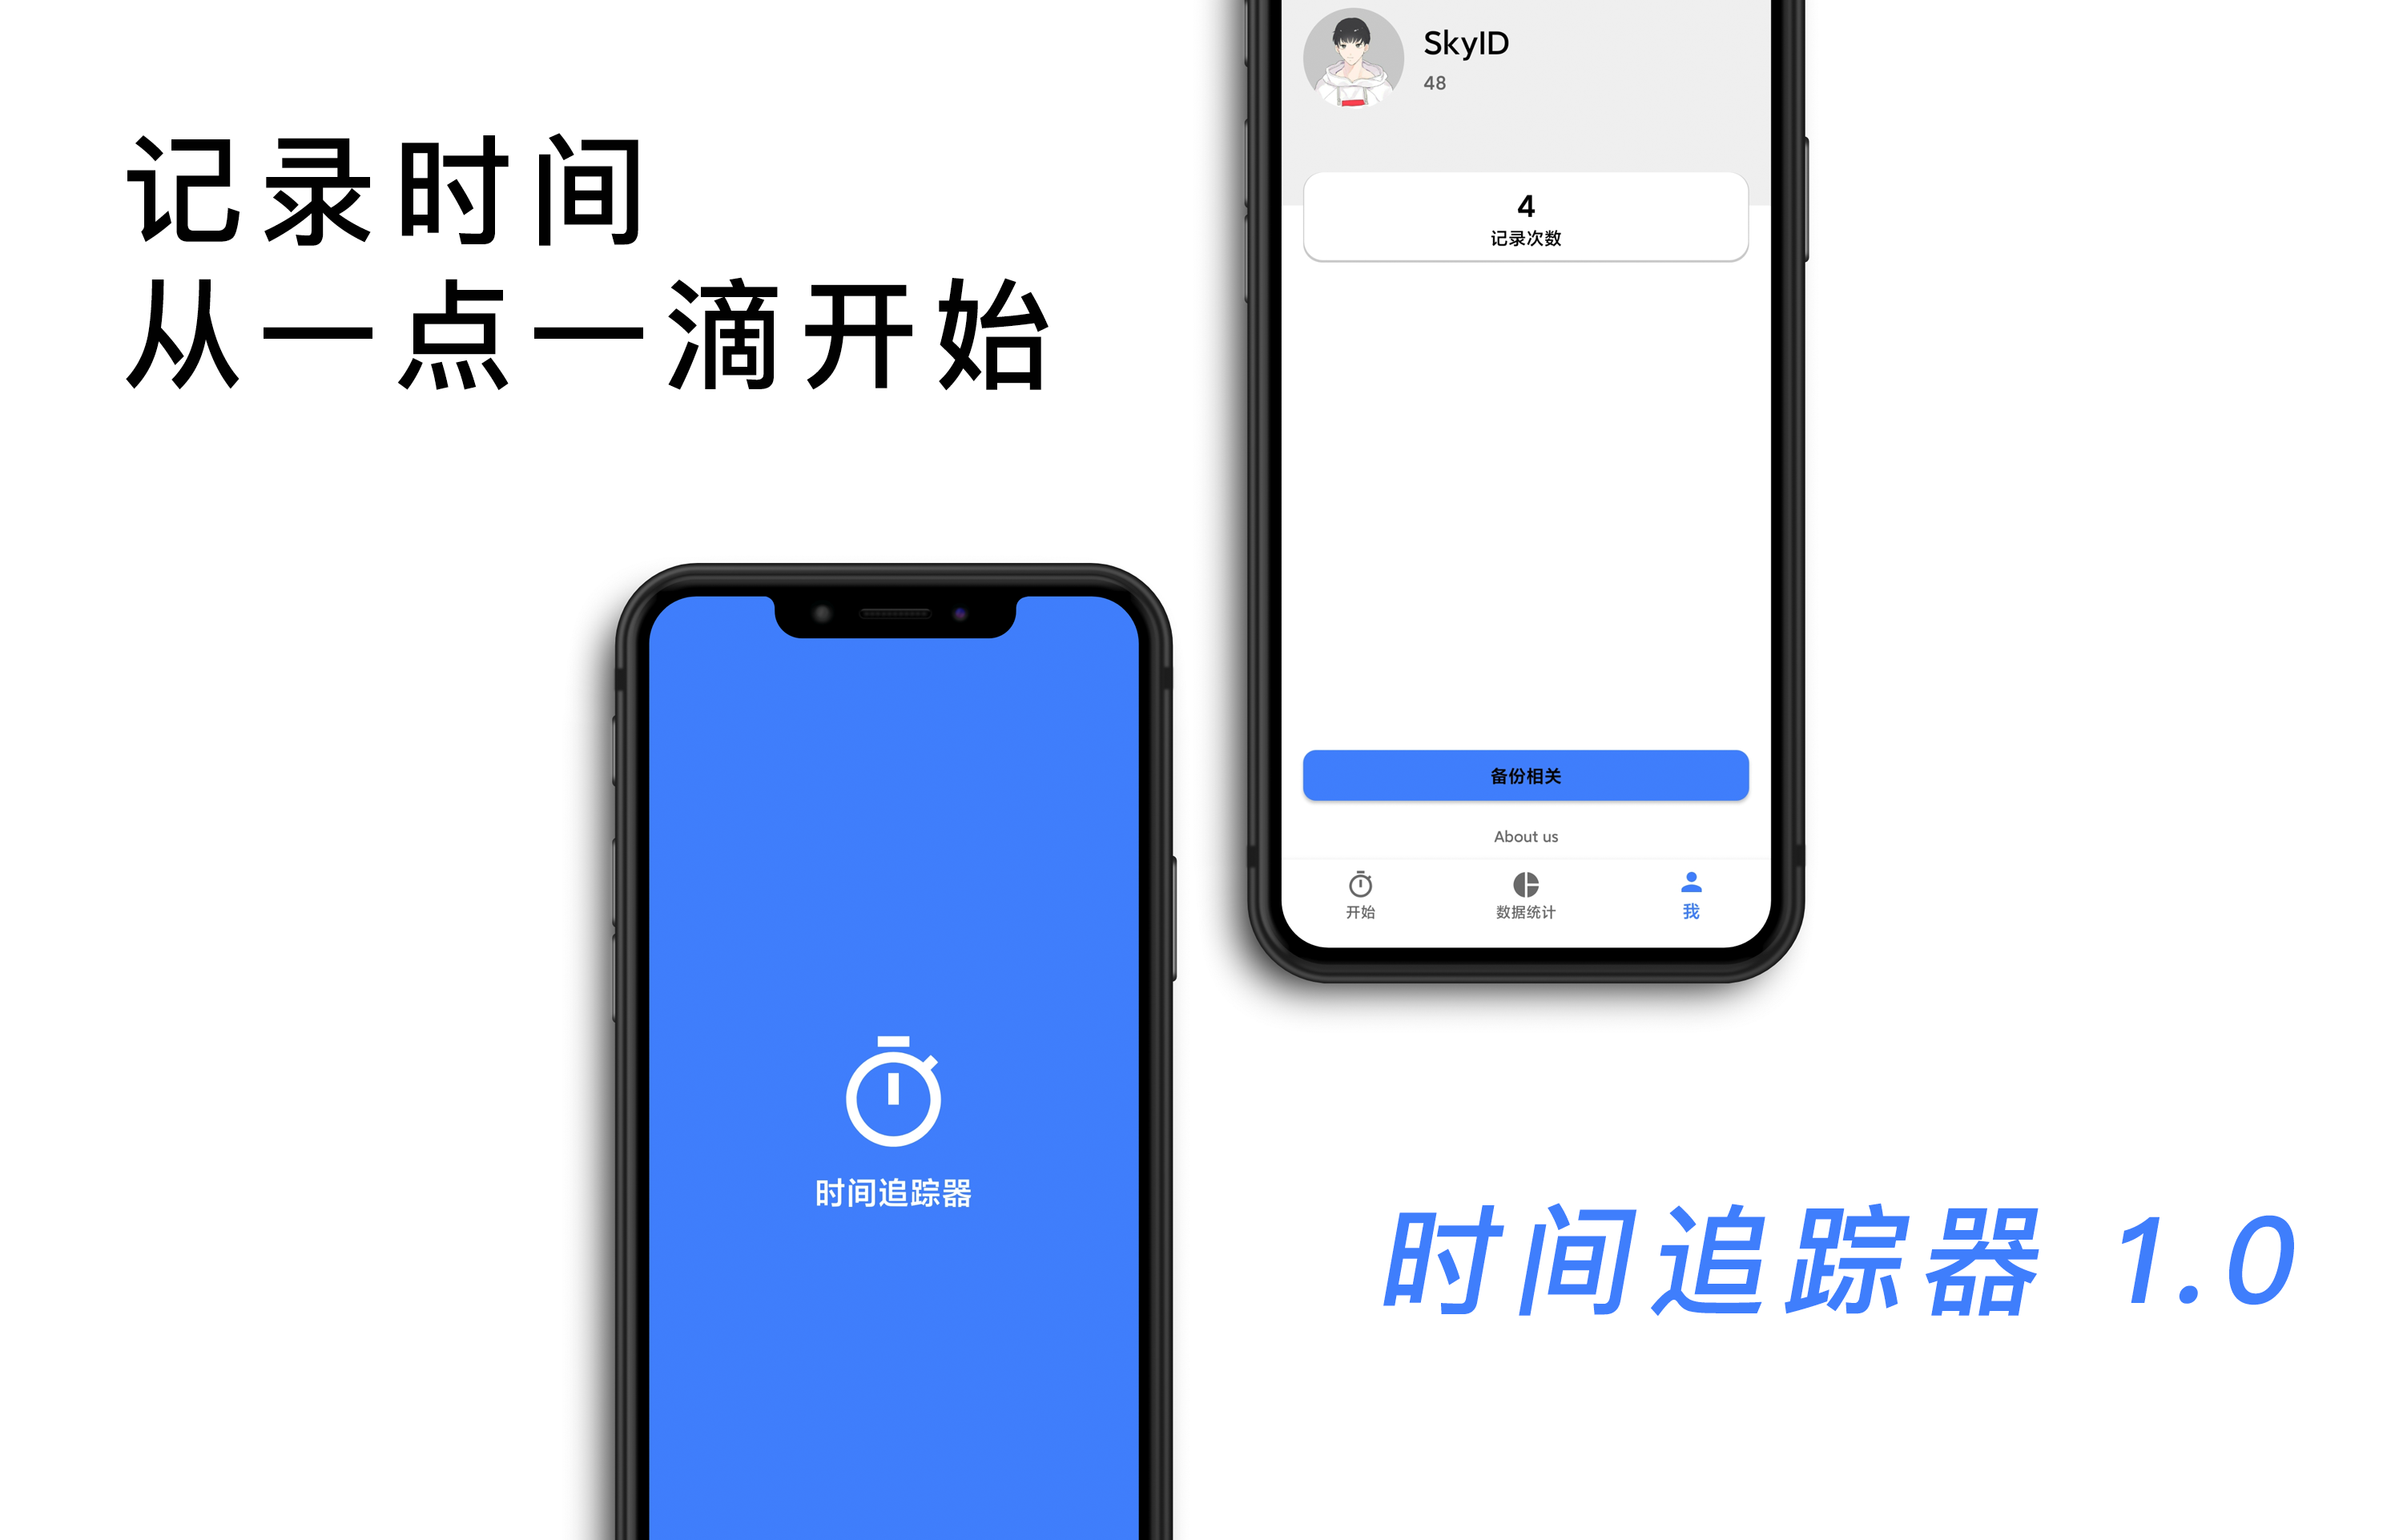 记录时间
从一点一滴开始
SkyID
48
4
记录次数
备份相关
About us
开始 数据统计 我
时间追踪器
时间追踪器 1.0